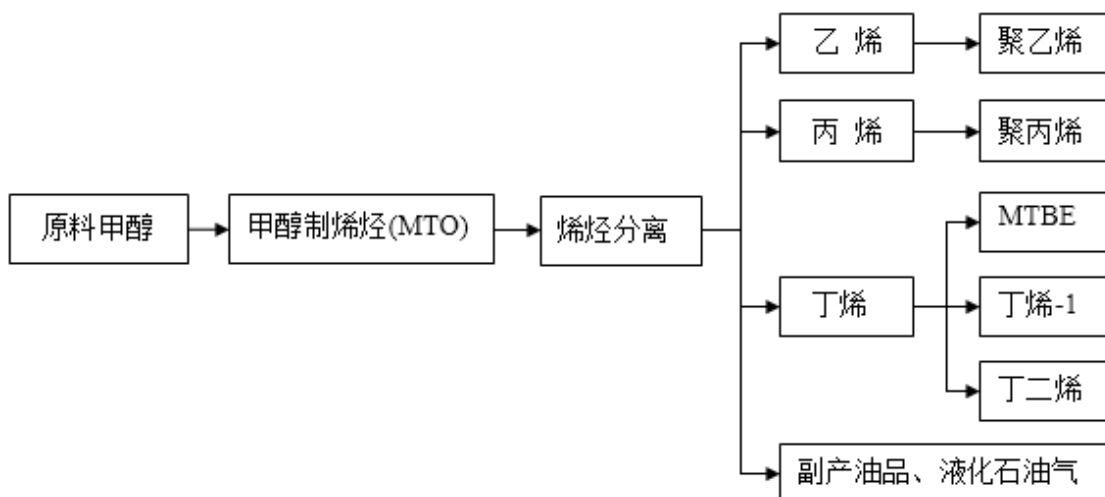 原料甲醇
甲醇制烯烃(MTO)
烯烃分离
乙 烯
聚乙烯
丙 烯
聚丙烯
丁烯
MTBE
丁烯-1
丁二烯
副产油品、液化石油气